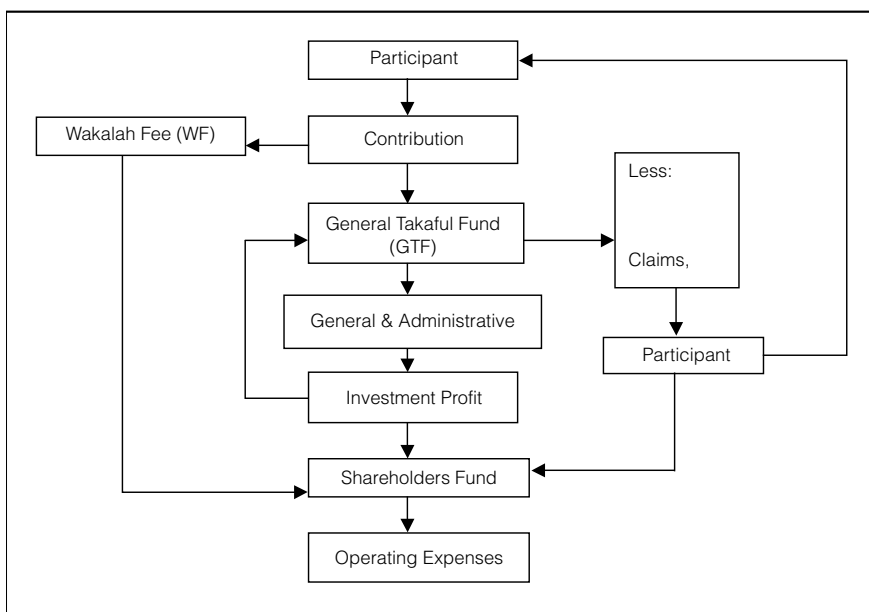 Participant
Wakalah Fee (WF)
Contribution
Less:
General Takaful Fund
(GTF)
Claims,
General & Administrative
Participant
Investment Profit
Shareholders Fund
Operating Expenses